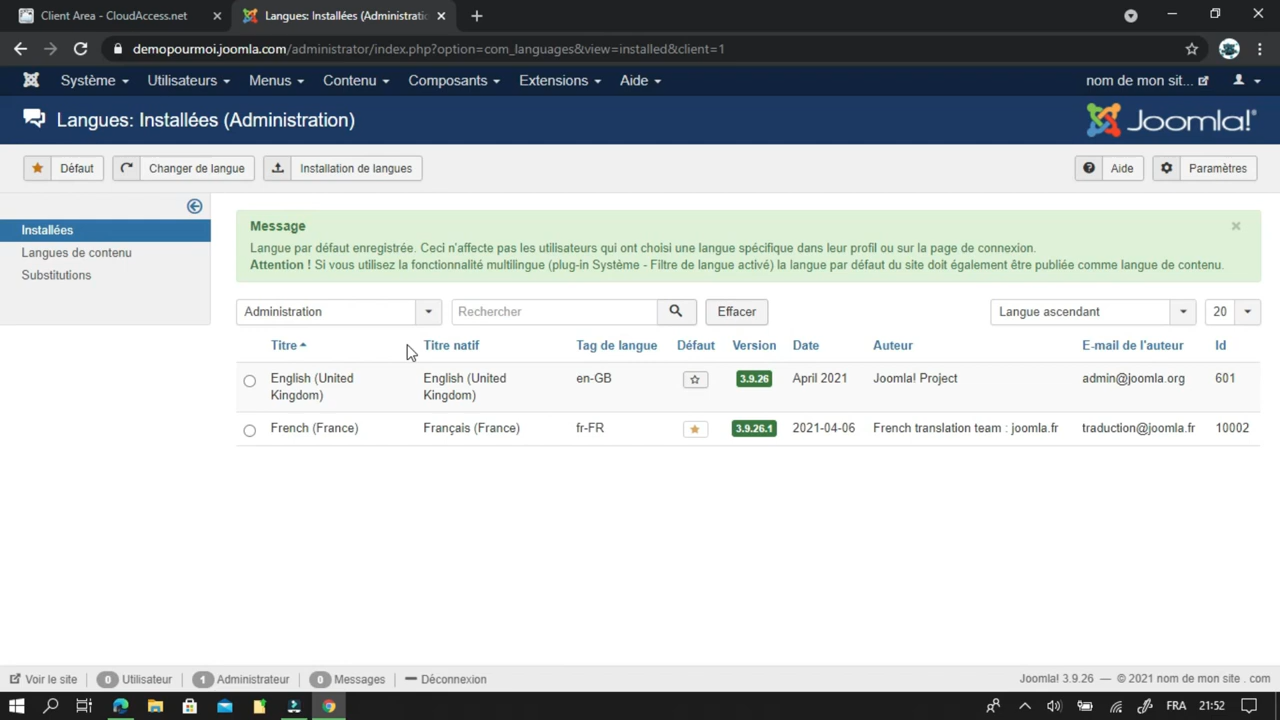 Client Area - CloudAccess.net
Langues: Installées (Administratic
demopourmoi.joomla.com/administrator/index.php?option=com_languages&view=installed&client=1
Système Utilisateurs Menus Contenu Composants Extensions Aide nom de mon sit...
Langues: Installées (Administration) Joomla!®
Défaut Changer de langue Installation de langues Aide Paramètres
Installées
Langues de contenu
Substitutions
Message
Langue par défaut enregistrée. Ceci n'affecte pas les utilisateurs qui ont choisi une langue spécifique dans leur profil ou sur la page de connexion.
Attention ! Si vous utilisez la fonctionnalité multilingue (plug-in Système - Filtre de langue activé) la langue par défaut du site doit également être publiée comme langue de contenu.
Administration Rechercher Effacer Langue ascendant 20
Titre Titre natif Tag de langue Défaut Version Date Auteur E-mail de l'auteur Id
English (United Kingdom) English (United Kingdom) en-GB 3.9.26 April 2021 Joomla! Project admin@joomla.org 601
French (France) Français (France) fr-FR 3.9.26.1 2021-04-06 French translation team : joomla.fr traduction@joomla.fr 10002
Voir le site 0 Utilisateur 1 Administrateur 0 Messages Déconnexion Joomla! 3.9.26 — © 2021 nom de mon site . com
FRA 21:52